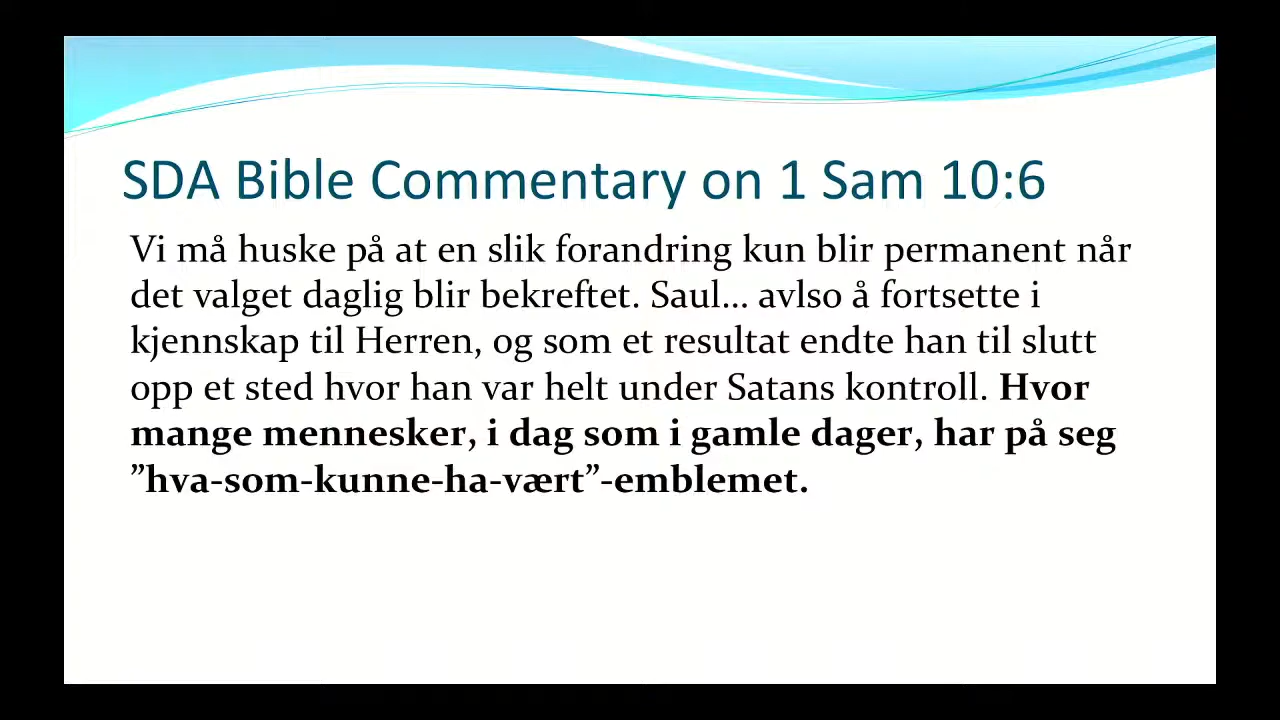 SDA Bible Commentary on 1 Sam 10:6
Vi må huske på at en slik forandring kun blir permanent når
det valget daglig blir bekreftet. Saul… avlso å fortsette i
kjennskap til Herren, og som et resultat endte han til slutt
opp et sted hvor han var helt under Satans kontroll. Hvor
mange mennesker, i dag som i gamle dager, har på seg
”hva-som-kunne-ha-vært”-emblemet.